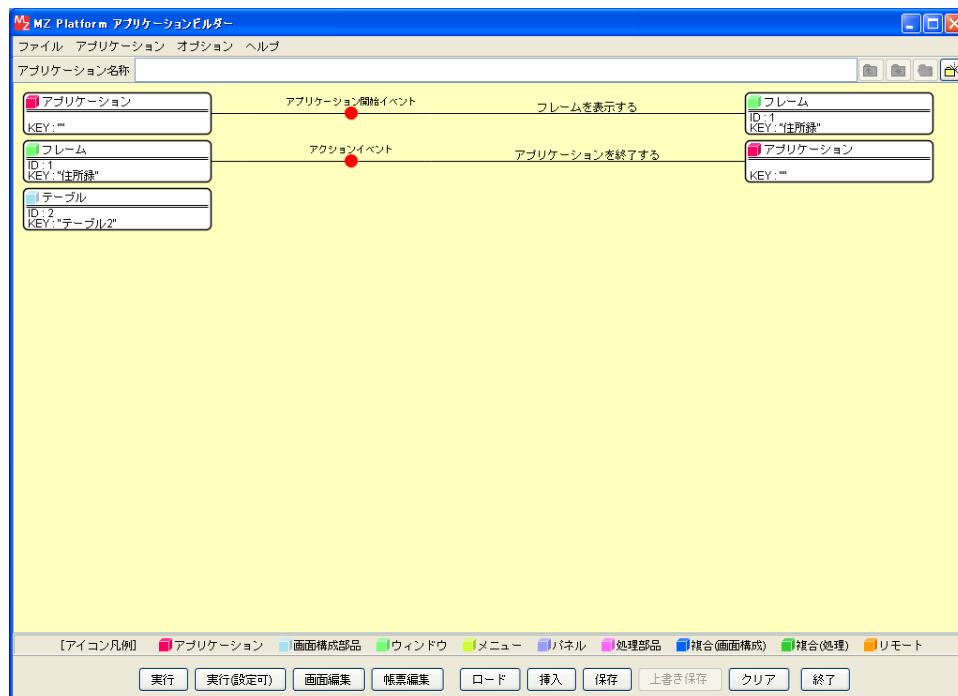 MZ Platform アプリケーションビルダー
ファイル アプリケーション オプション ヘルプ
アプリケーション名称
アプリケーション アプリケーション開始イベント フレームを表示する フレーム
KEY:"" ID:1
KEY:"住所録"
フレーム アクションイベント アプリケーションを終了する アプリケーション
ID:1
KEY:"住所録" KEY:""
テーブル
ID:2
KEY:"テーブル2"
[アイコン凡例] アプリケーション 画面構成部品 ウィンドウ メニュー パネル 処理部品 複合(画面構成) 複合(処理) リモート
実行 実行(設定可) 画面編集 帳票編集 ロード 挿入 保存 上書き保存 クリア 終了